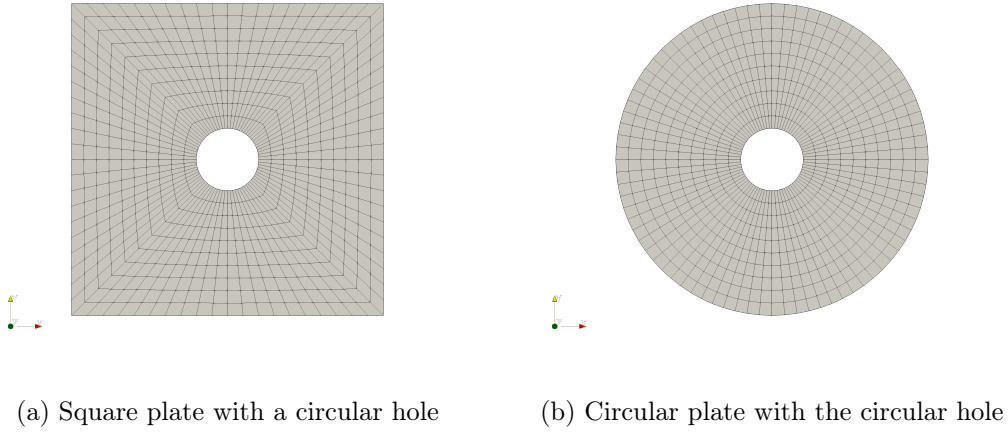 (a) Square plate with a circular hole
(b) Circular plate with the circular hole